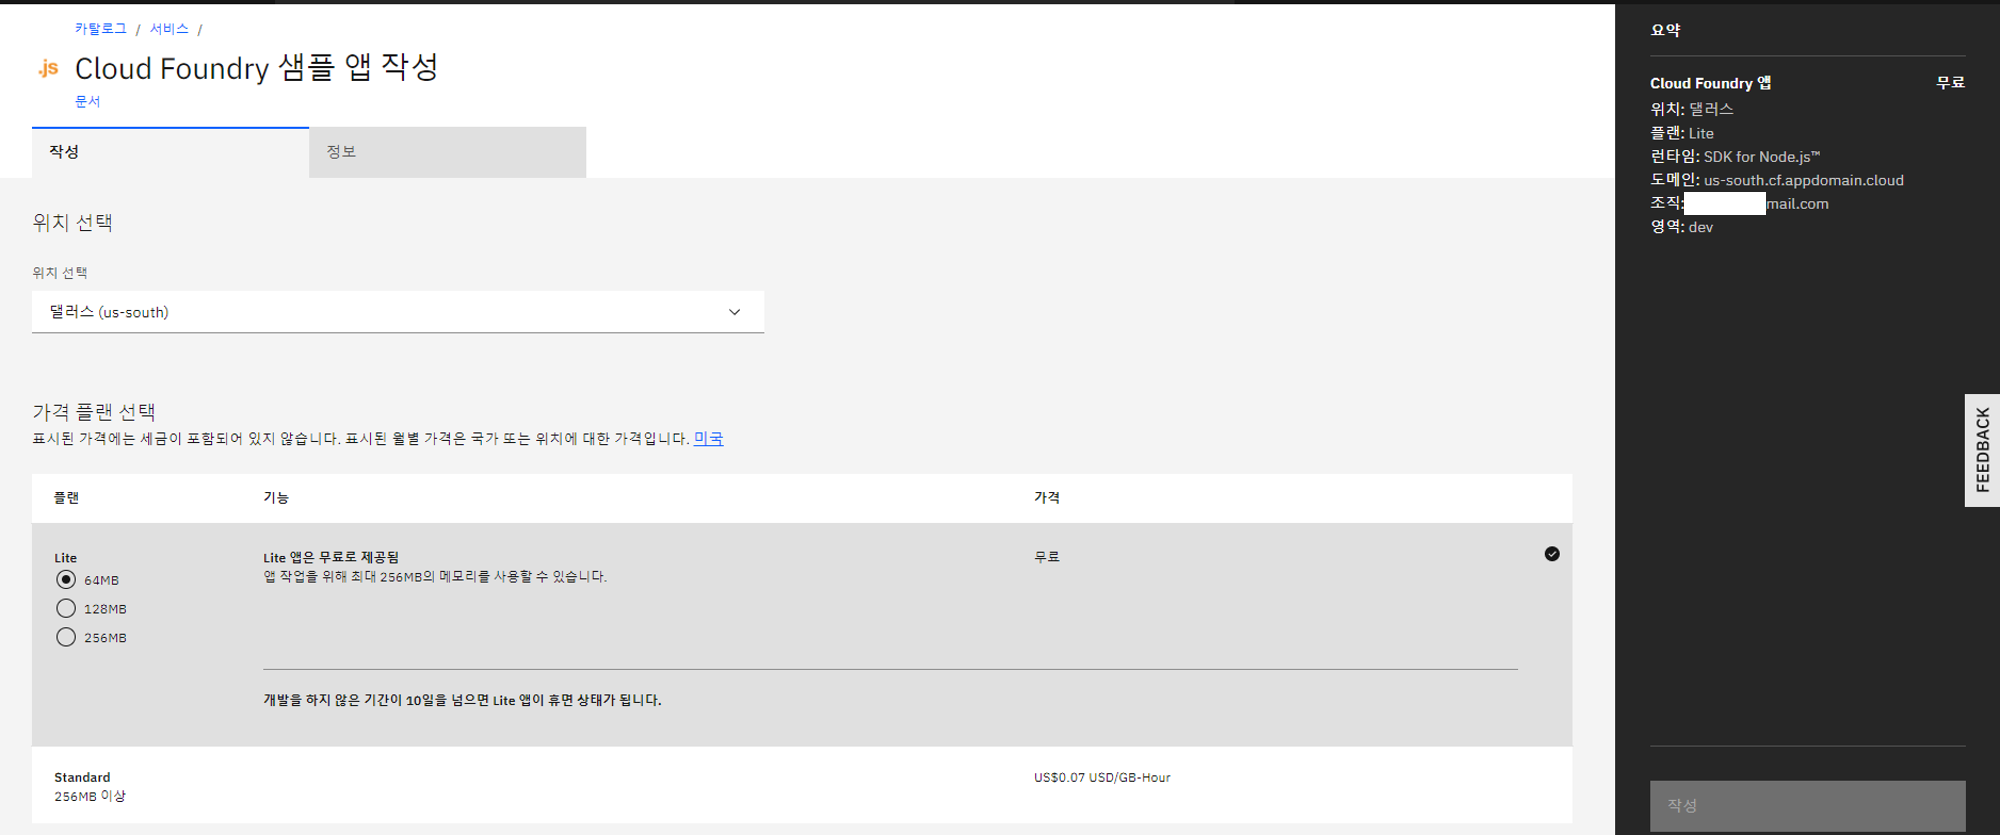 카탈로그 / 서비스 /
.js Cloud Foundry 샘플 앱 작성
문서
작성
정보
위치 선택
위치 선택
댈러스 (us-south)
가격 플랜 선택
표시된 가격에는 세금이 포함되어 있지 않습니다. 표시된 월별 가격은 국가 또는 위치에 대한 가격입니다. 미국
플랜 기능 가격
Lite
64MB
128MB
256MB
Lite 앱은 무료로 제공됨
앱 작업을 위해 최대 256MB의 메모리를 사용할 수 있습니다.
무료
개발을 하지 않은 기간이 10일을 넘으면 Lite 앱이 휴면 상태가 됩니다.
Standard
256MB 이상
US$0.07 USD/GB-Hour
요약
Cloud Foundry 앱 무료
위치: 댈러스
플랜: Lite
런타임: SDK for Node.js™
도메인: us-south.cf.appdomain.cloud
조직: mail.com
영역: dev
FEEDBACK
작성